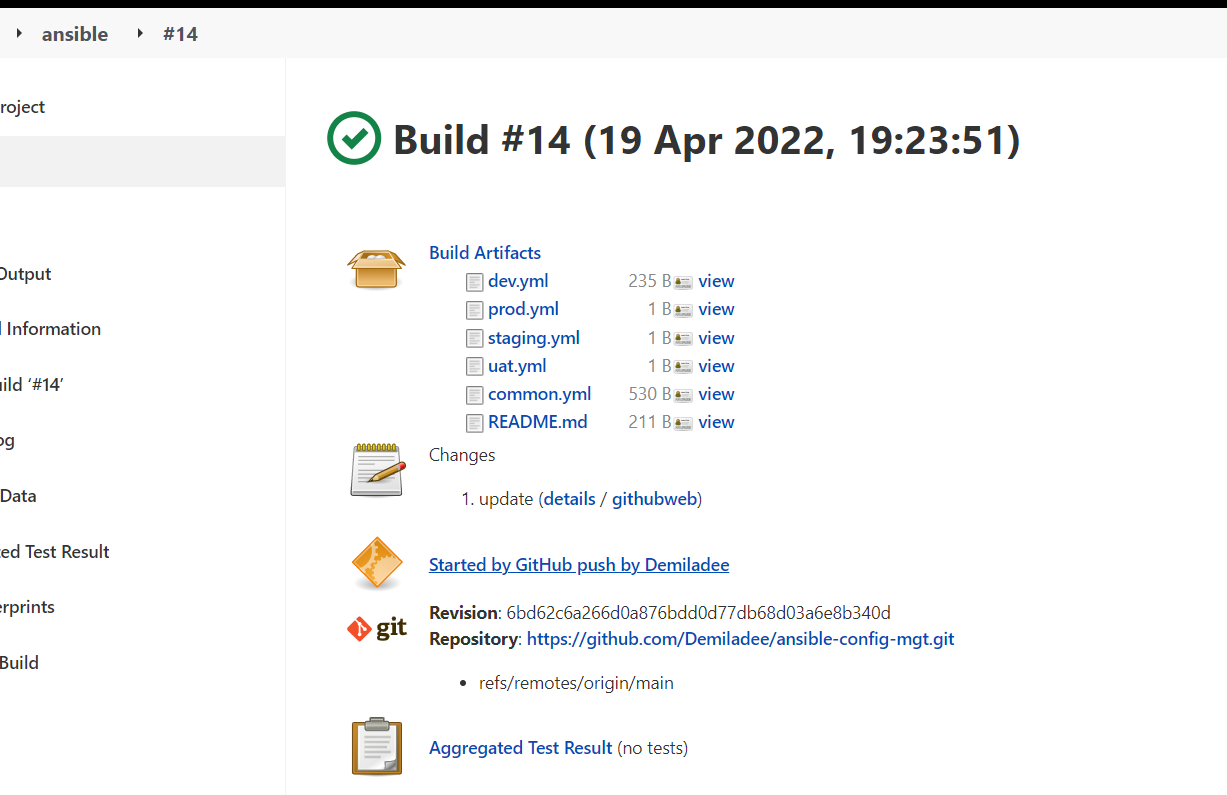 ansible #14
roject
Build #14 (19 Apr 2022, 19:23:51)
Output
Information
ild ‘#14’
og
Data
ed Test Result
erprints
Build
Build Artifacts
dev.yml 235 B view
prod.yml 1 B view
staging.yml 1 B view
uat.yml 1 B view
common.yml 530 B view
README.md 211 B view
Changes
1. update (details / githubweb)
Started by GitHub push by Demiladee
git
Revision: 6bd62c6a266d0a876bdd0d77db68d03a6e8b340d
Repository: https://github.com/Demiladee/ansible-config-mgt.git
• refs/remotes/origin/main
Aggregated Test Result (no tests)